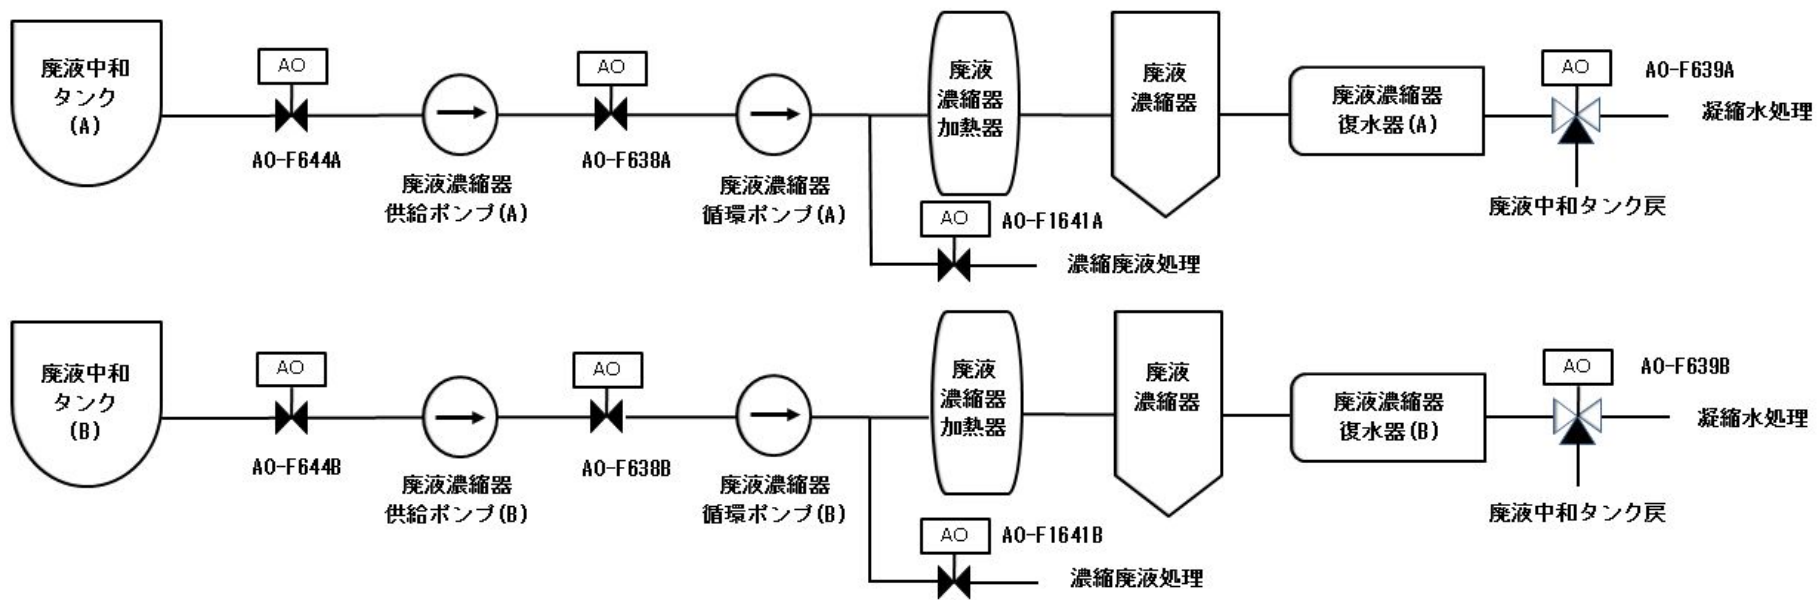 廃液中和
タンク
(A)
AO
AO-F644A
廃液濃縮器
供給ポンプ(A)
AO
AO-F638A
廃液濃縮器
循環ポンプ(A)
廃液
濃縮器
加熱器
AO
AO-F1641A
濃縮廃液処理
廃液
濃縮器
廃液濃縮器
復水器(A)
AO
AO-F639A
凝縮水処理
廃液中和タンク戻
廃液中和
タンク
(B)
AO
AO-F644B
廃液濃縮器
供給ポンプ(B)
AO
AO-F638B
廃液濃縮器
循環ポンプ(B)
廃液
濃縮器
加熱器
AO
AO-F1641B
濃縮廃液処理
廃液
濃縮器
廃液濃縮器
復水器(B)
AO
AO-F639B
凝縮水処理
廃液中和タンク戻